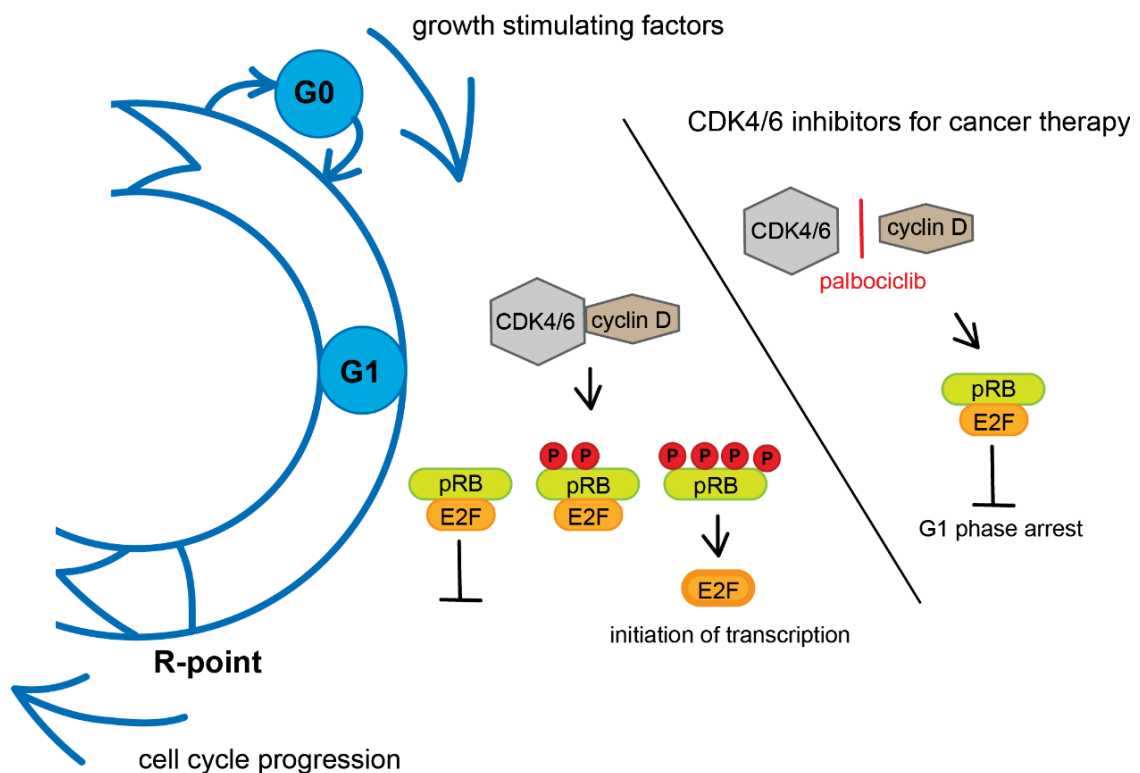 growth stimulating factors
G0
CDK4/6 inhibitors for cancer therapy
CDK4/6
cyclin D
palbociclib
CDK4/6
cyclin D
G1
pRB
E2F
P
P
pRB
E2F
P
P
P
P
pRB
E2F
initiation of transcription
pRB
E2F
G1 phase arrest
R-point
cell cycle progression